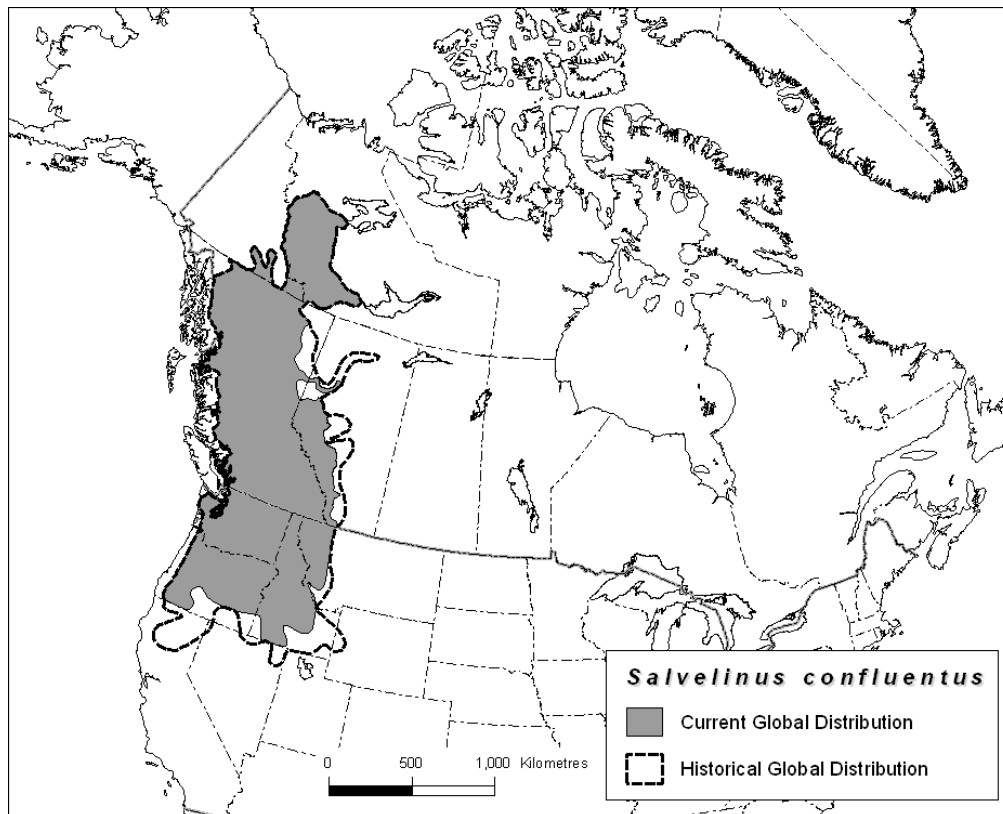 Salvelinus confluentus
Current Global Distribution
Historical Global Distribution
0 500 1,000 Kilometres